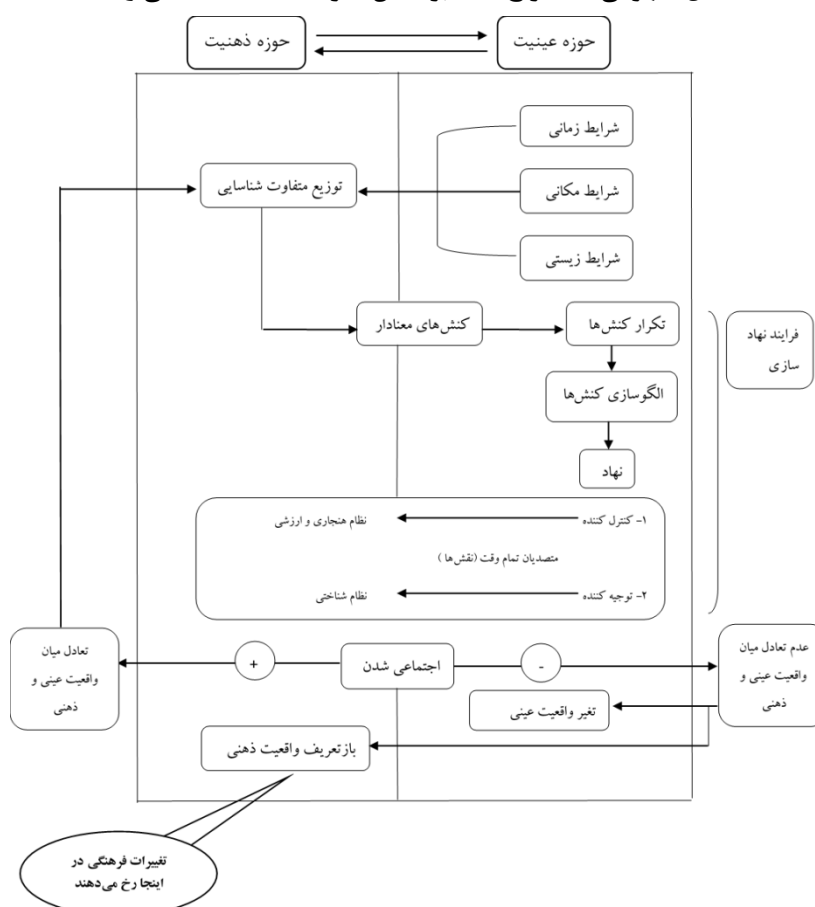 حوزه عینیت
حوزه ذهنیت
شرایط زمانی
شرایط مکانی
توزیع متفاوت شناسایی
شرایط زیستی
تکرار کنش‌ها
کنش‌های معنادار
فرایند نهاد
سازی
الگوسازی کنش‌ها
نهاد
۱- کنترل کننده
نظام هنجاری و ارزشی
متصدیان تمام وقت (نقش‌ها )
۲- توجیه کننده
نظام شناختی
عدم تعادل میان
واقعیت عینی و
ذهنی
-
اجتماعی شدن
+
تعادل میان
واقعیت عینی و
ذهنی
تغیر واقعیت عینی
بازتعریف واقعیت ذهنی
تغییرات فرهنگی در
اینجا رخ می‌دهند